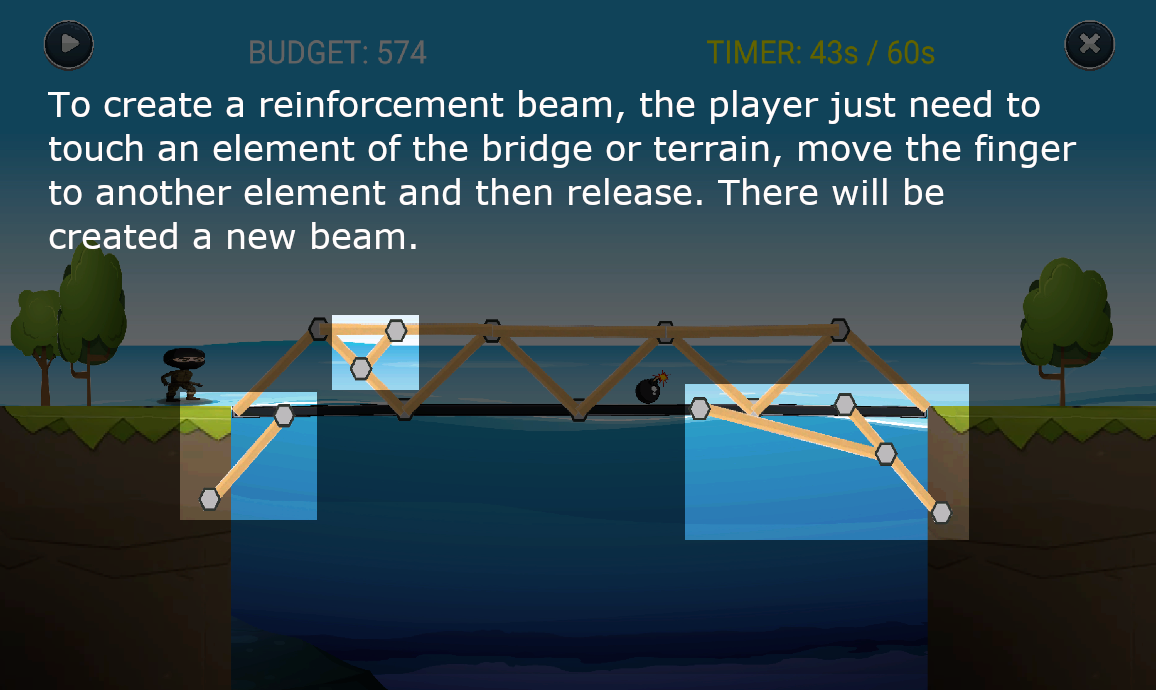 BUDGET: 574
TIMER: 43s / 60s
To create a reinforcement beam, the player just need to
touch an element of the bridge or terrain, move the finger
to another element and then release. There will be
created a new beam.